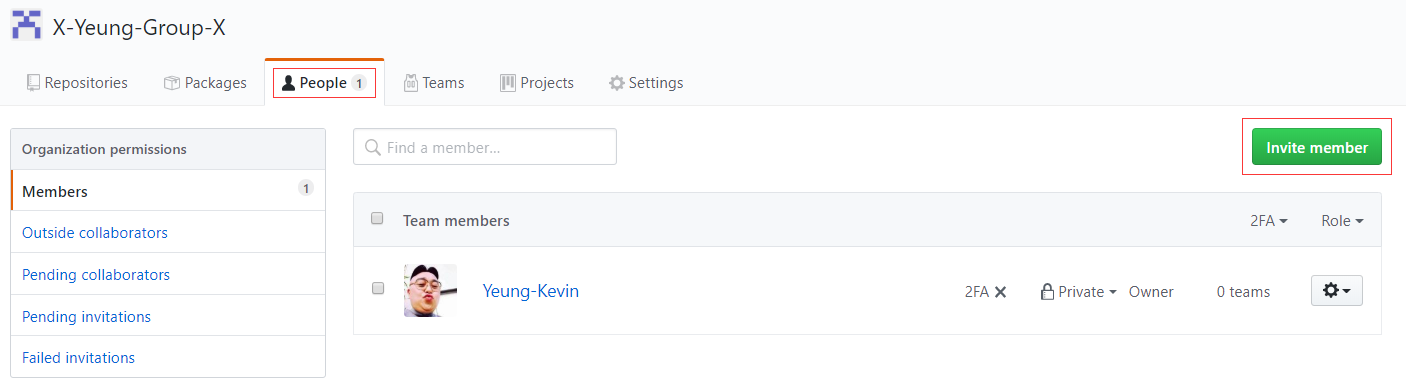 X-Yeung-Group-X
Repositories Packages People 1 Teams Projects Settings
Organization permissions
Members 1
Outside collaborators
Pending collaborators
Pending invitations
Failed invitations
Find a member...
Invite member
Team members 2FA Role
Yeung-Kevin 2FA Private Owner 0 teams